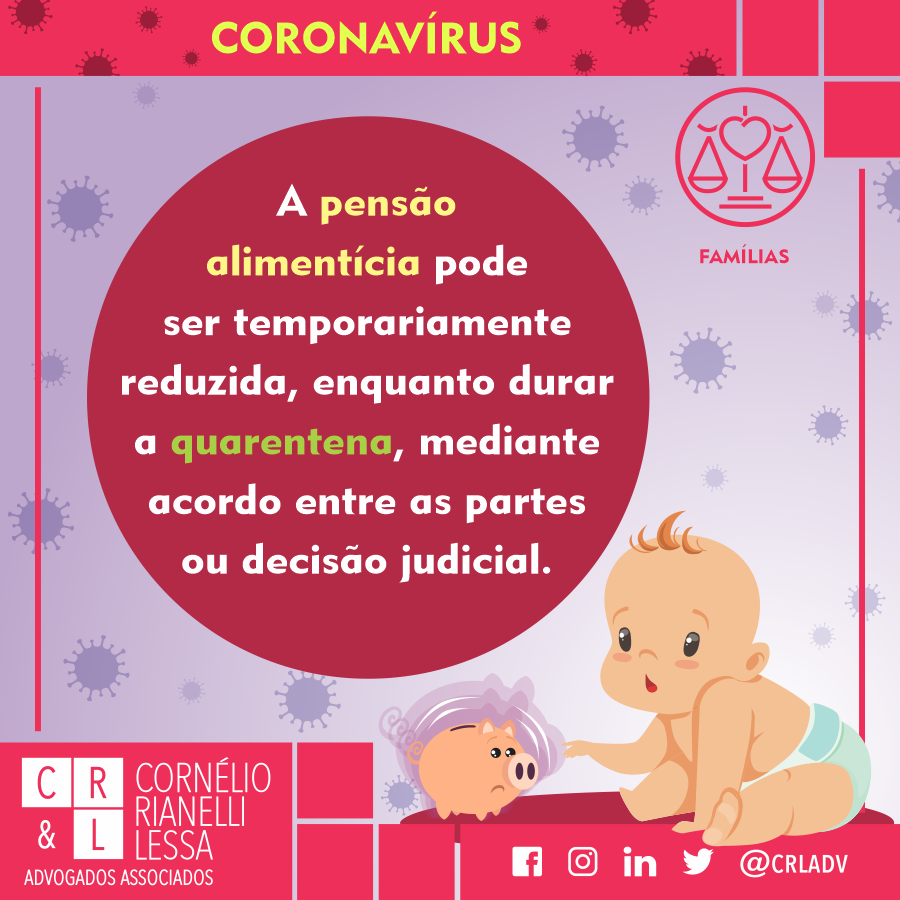 CORONAVÍRUS
FAMÍLIAS
A pensão
alimentícia pode
ser temporariamente
reduzida, enquanto durar
a quarentena, mediante
acordo entre as partes
ou decisão judicial.
C R
& L
CORNÉLIO
RIANELLI
LESSA
ADVOGADOS ASSOCIADOS
@CRLADV